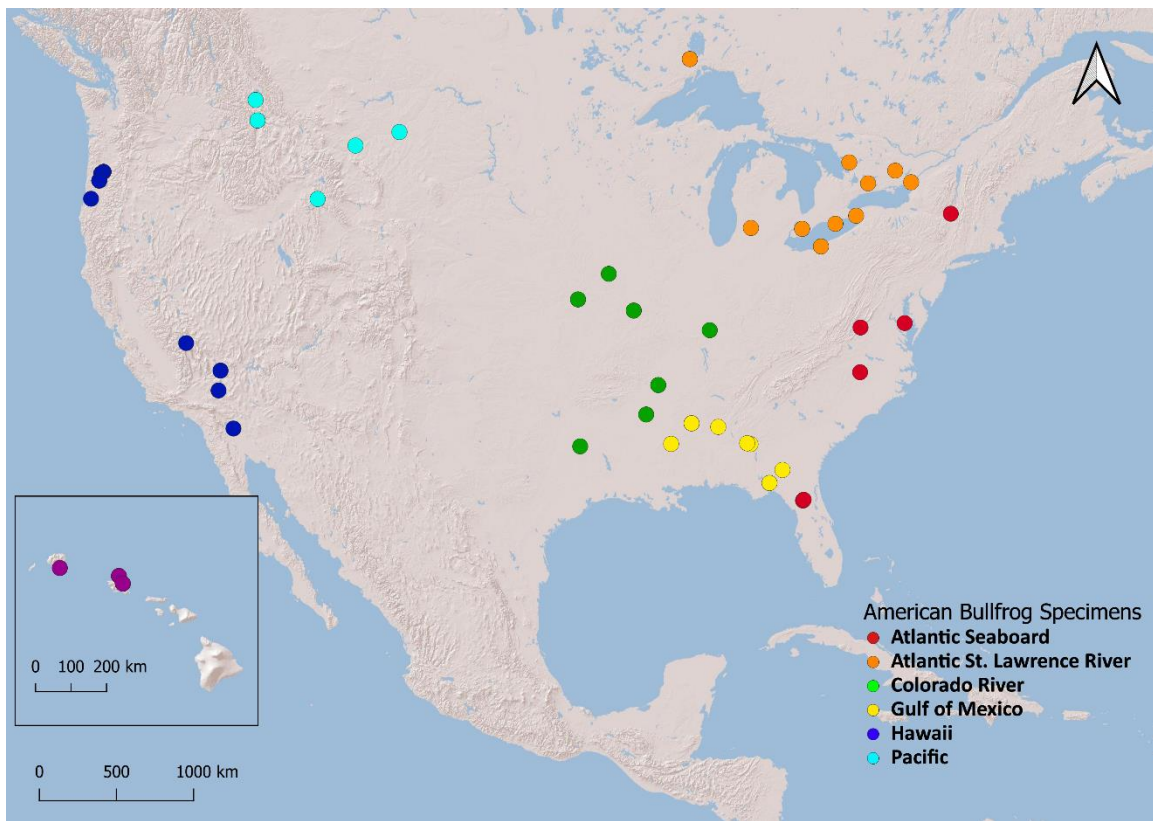 0 100 200 km
0 500 1000 km
American Bullfrog Specimens
Atlantic Seaboard
Atlantic St. Lawrence River
Colorado River
Gulf of Mexico
Hawaii
Pacific